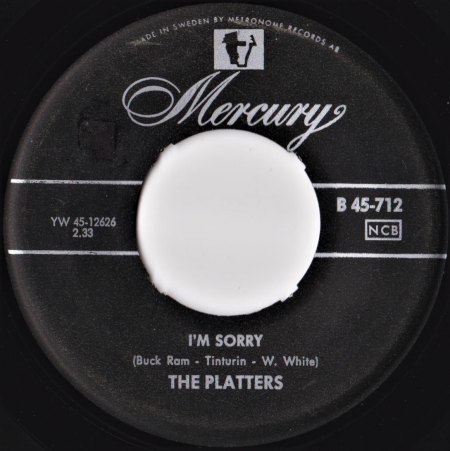 MADE IN SWEDEN BY METRONOME RECORDS AB
Mercury
YW 45-12626
2.33
B 45-712
NCB
I'M SORRY
(Buck Ram - Tinturin - W. White)
THE PLATTERS